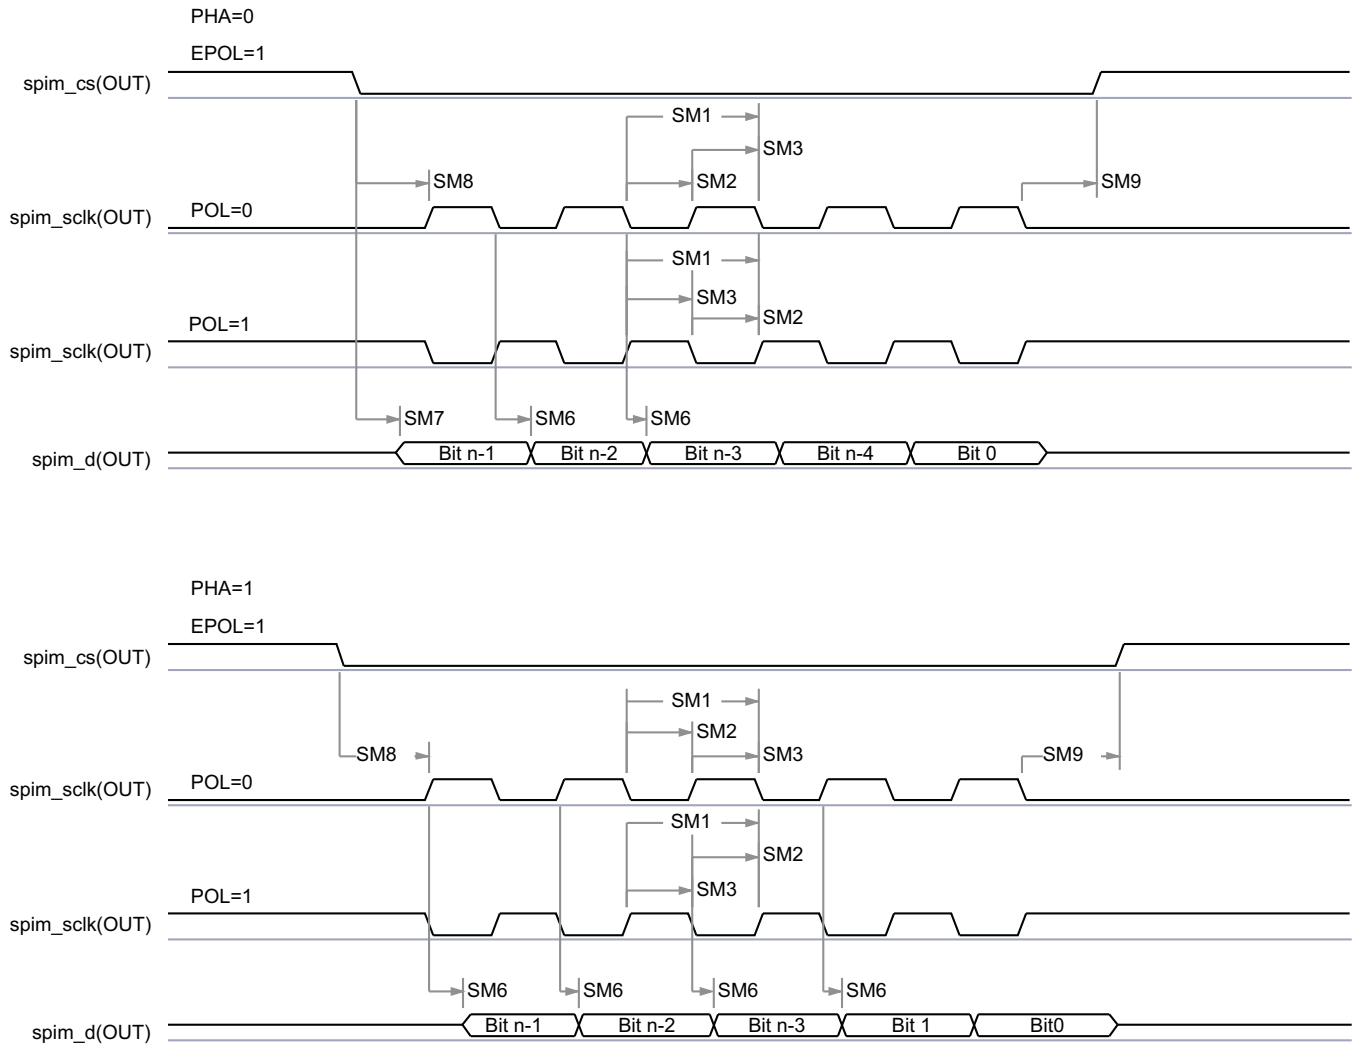 PHA=0
EPOL=1
spim_cs(OUT)
SM1
SM3
SM8
SM2
SM9
POL=0
spim_sclk(OUT)
SM1
SM3
SM2
POL=1
spim_sclk(OUT)
SM7
SM6
SM6
spim_d(OUT)
Bit n-1
Bit n-2
Bit n-3
Bit n-4
Bit 0
PHA=1
EPOL=1
spim_cs(OUT)
SM1
SM2
SM8
SM3
SM9
POL=0
spim_sclk(OUT)
SM1
SM2
SM3
POL=1
spim_sclk(OUT)
SM6
SM6
SM6
SM6
spim_d(OUT)
Bit n-1
Bit n-2
Bit n-3
Bit 1
Bit0